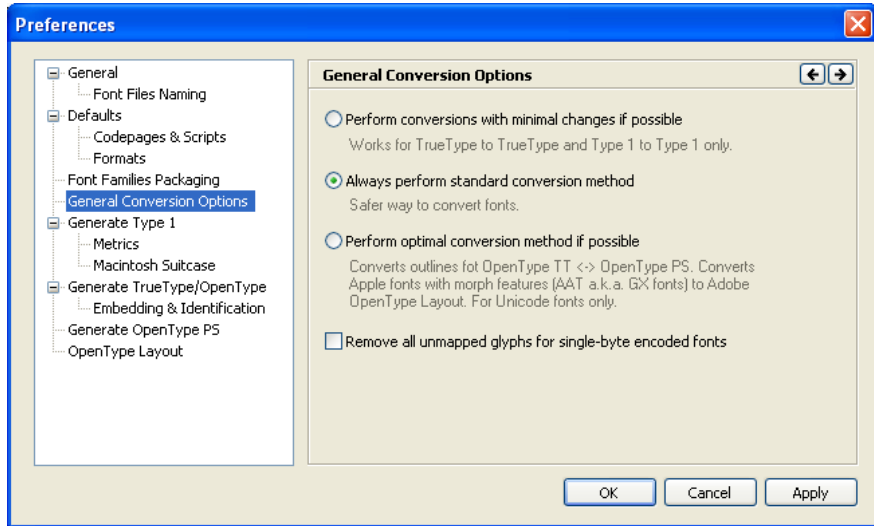 Preferences
General
Font Files Naming
Defaults
Codepages & Scripts
Formats
Font Families Packaging
General Conversion Options
Generate Type 1
Metrics
Macintosh Suitcase
Generate TrueType/OpenType
Embedding & Identification
Generate OpenType PS
OpenType Layout
General Conversion Options
Perform conversions with minimal changes if possible
Works for TrueType to TrueType and Type 1 to Type 1 only.
Always perform standard conversion method
Safer way to convert fonts.
Perform optimal conversion method if possible
Converts outlines fot OpenType TT <-> OpenType PS. Converts
Apple fonts with morph features (AAT a.k.a. GX fonts) to Adobe
OpenType Layout. For Unicode fonts only.
Remove all unmapped glyphs for single-byte encoded fonts
OK Cancel Apply